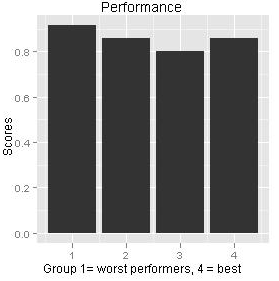 Performance
Scores
0.8
0.6
0.4
0.2
0.0
1 2 3 4
Group 1= worst performers, 4 = best